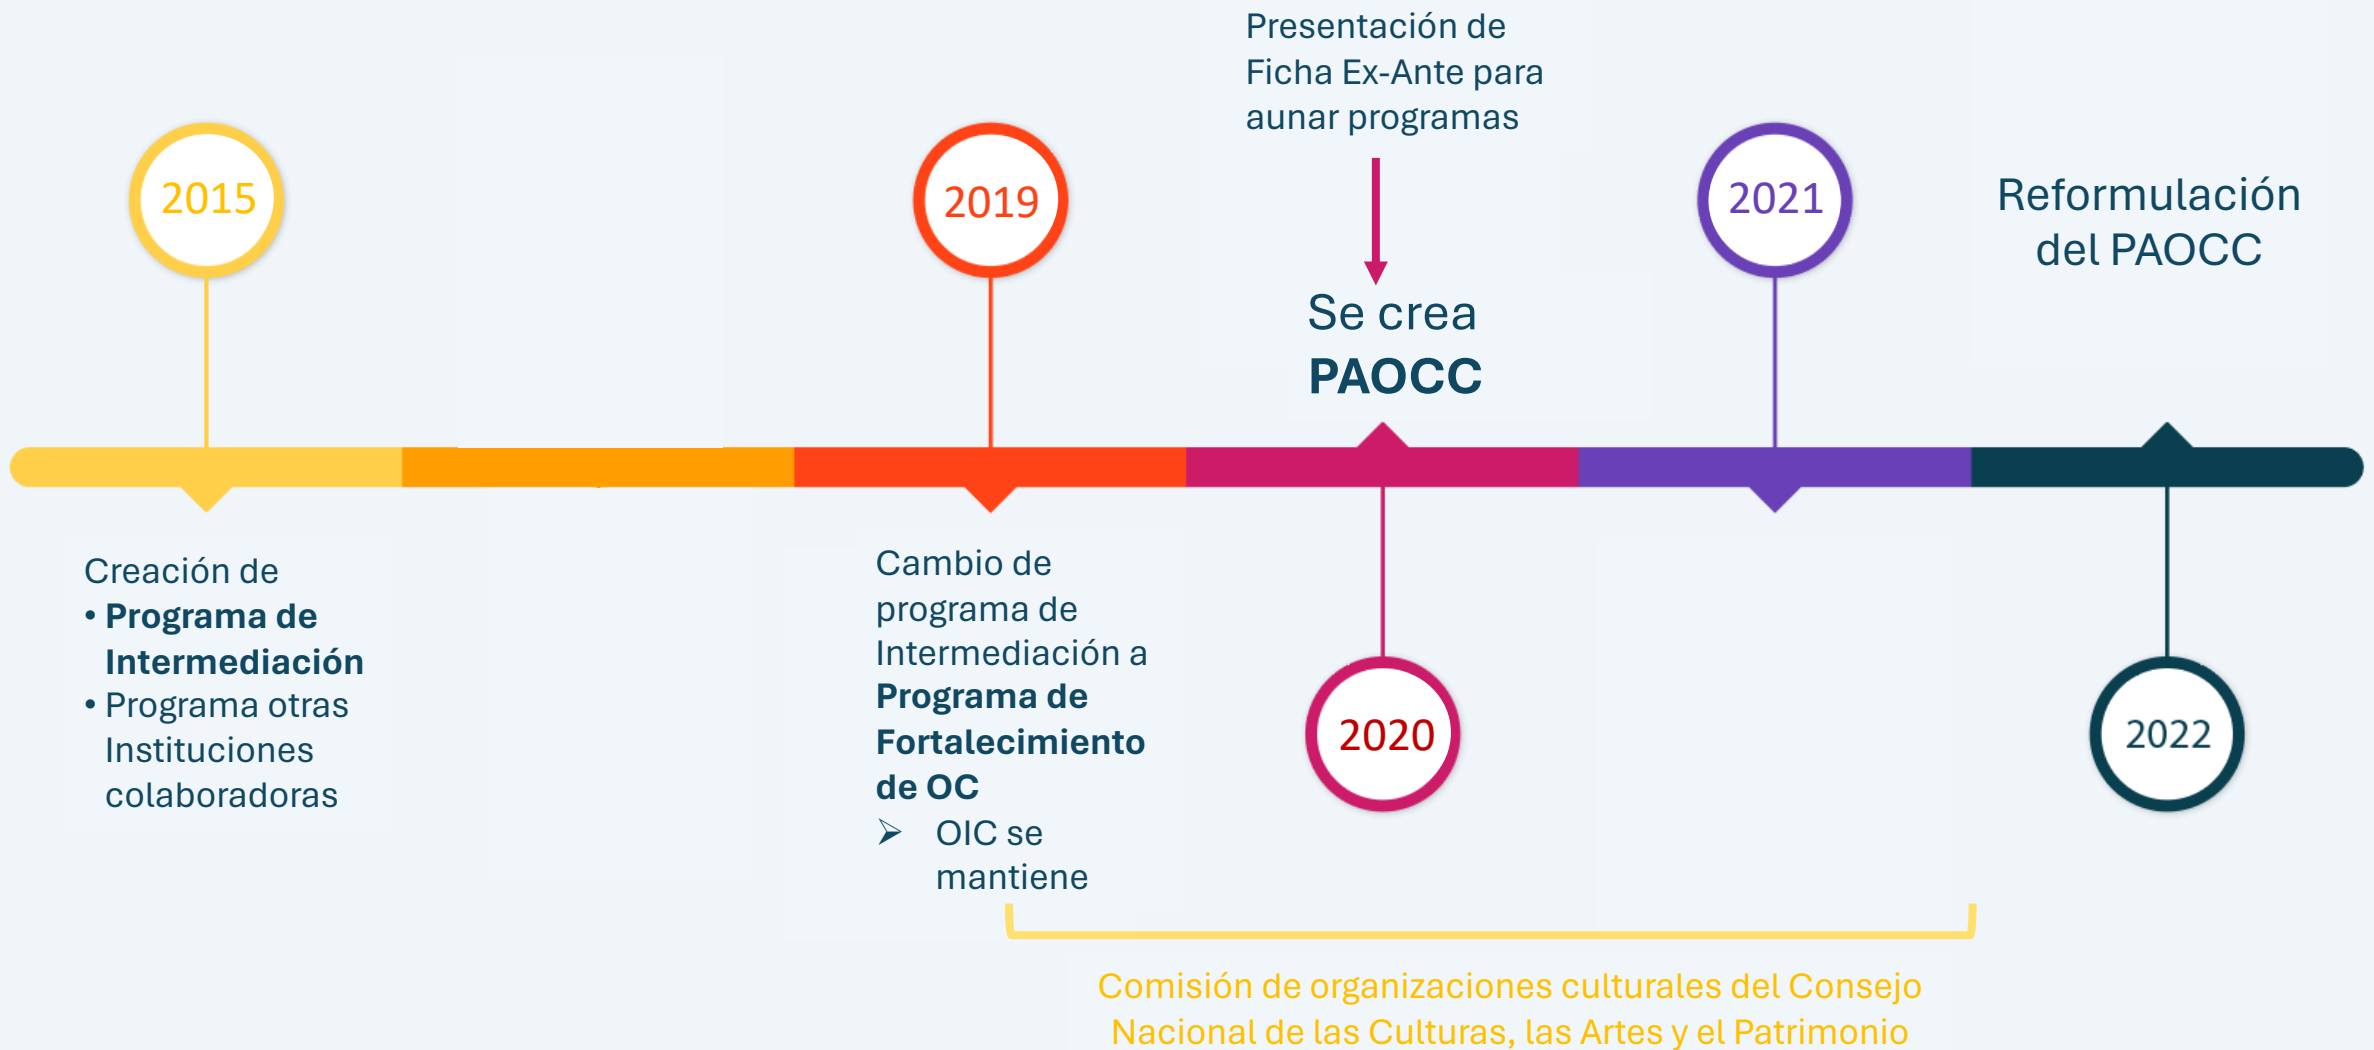 2015
Creación de
• Programa de
Intermediación
• Programa otras
Instituciones
colaboradoras
2019
Cambio de
programa de
Intermediación a
Programa de
Fortalecimiento
de OC
➢ OIC se
mantiene
Presentación de
Ficha Ex-Ante para
aunar programas
Se crea
PAOCC
2020
2021
Reformulación
del PAOCC
2022
Comisión de organizaciones culturales del Consejo
Nacional de las Culturas, las Artes y el Patrimonio